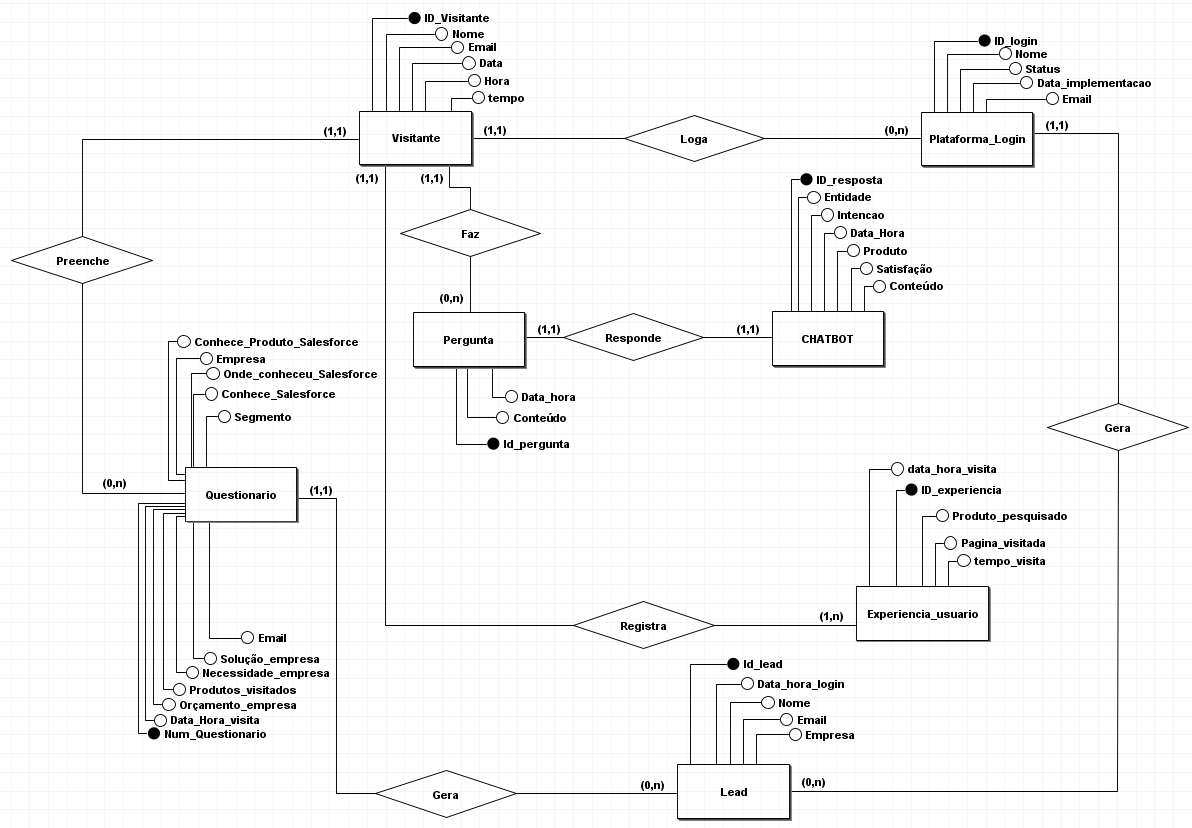 ID_Visitante
Nome
Email
Data
Hora
tempo
(1,1)
Visitante
(1,1)
(1,1)
(1,1)
Loga
(0,n)
ID_login
Nome
Status
Data_implementacao
Email
Plataforma_Login
(1,1)
Preenche
Faz
(0,n)
ID_resposta
Entidade
Intencao
Data_Hora
Produto
Satisfação
Conteúdo
Pergunta
(1,1)
Responde
(1,1)
CHATBOT
Data_hora
Conteúdo
Id_pergunta
Gera
Conhece_Produto_Salesforce
Empresa
Onde_conheceu_Salesforce
Conhece_Salesforce
Segmento
(0,n)
Questionario
(1,1)
Email
Solução_empresa
Necessidade_empresa
Produtos_visitados
Orçamento_empresa
Data_Hora_visita
Num_Questionario
data_hora_visita
ID_experiencia
Produto_pesquisado
Pagina_visitada
tempo_visita
Registra
(1,n)
Experiencia_usuario
Id_lead
Data_hora_login
Nome
Email
Empresa
Gera
(0,n)
Lead
(0,n)